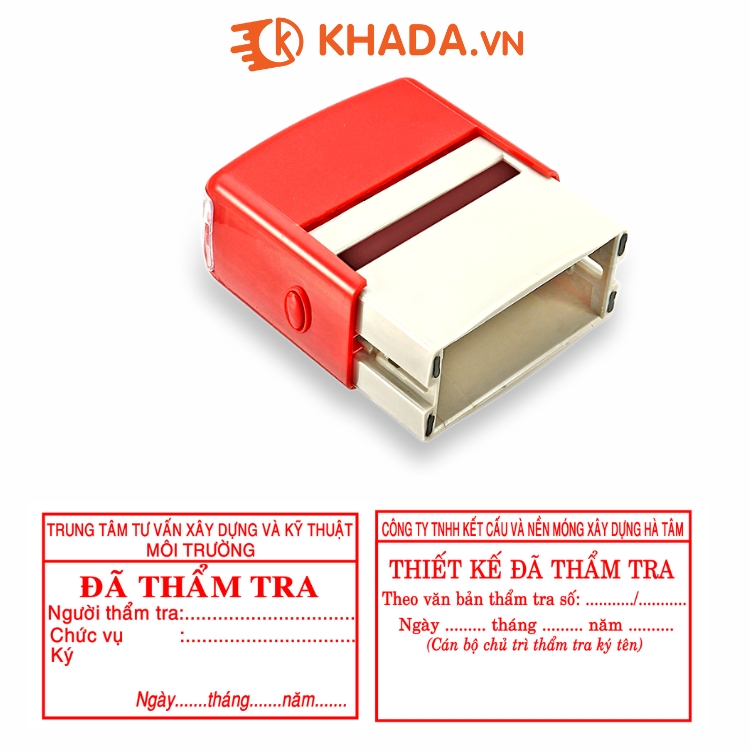 KHADA.vn
TRUNG TÂM TƯ VẤN XÂY DỰNG VÀ KỸ THUẬT
MÔI TRƯỜNG
ĐÃ THẨM TRA
Người thẩm tra:..............................
Chức vụ :..............................
Ký
Ngày.......tháng.......năm.......
CÔNG TY TNHH KẾT CẤU VÀ NỀN MÓNG XÂY DỰNG HÀ TÂM
THIẾT KẾ ĐÃ THẨM TRA
Theo văn bản thẩm tra số: .........../...........
Ngày ......... tháng ......... năm ..........
(Cán bộ chủ trì thẩm tra ký tên)